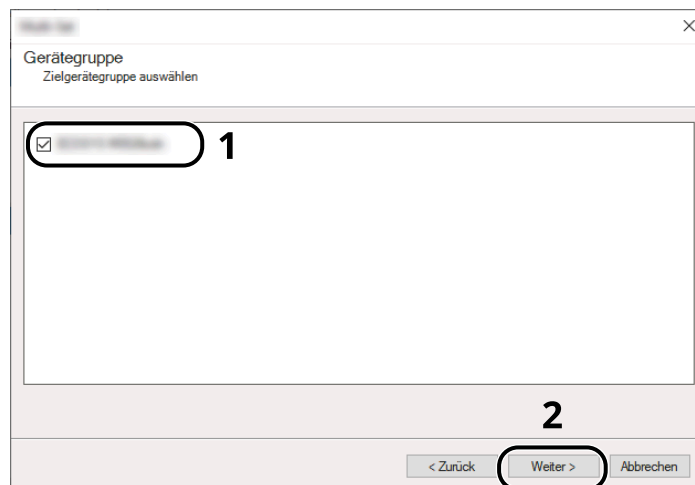 Gerätegruppe
Zielgerätegruppe auswählen
1
2
< Zurück
Weiter >
Abbrechen